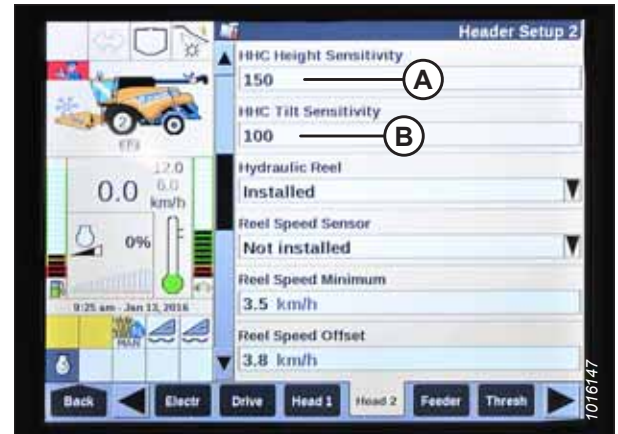 Header Setup 2
HHC Height Sensitivity
150
A
HHC Tilt Sensitivity
100
B
Hydraulic Reel
Installed
Reel Speed Sensor
Not installed
Reel Speed Minimum
3.5 km/h
Reel Speed Offset
3.8 km/h
12.0
6.0
0.0 km/h
0%
9:25 am - Jan 13, 2016
MAN
Back
Electr
Drive
Head 1
Head 2
Feeder
Thresh
1016147